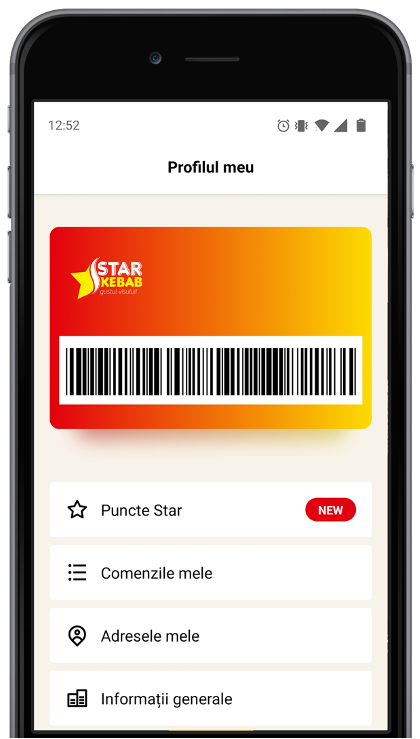 12:52
Profilul meu
STAR
KEBAB
gustul visului!
Puncte Star
NEW
Comenzile mele
Adresele mele
Informații generale